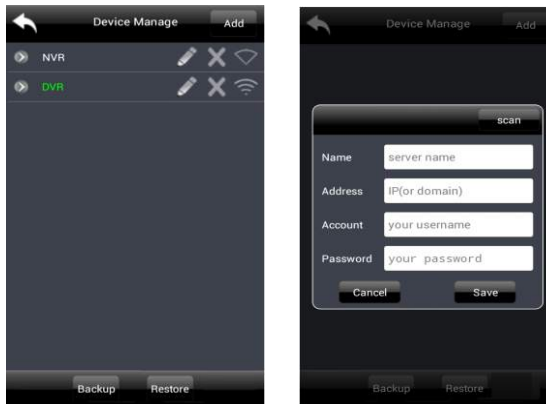 Device Manage Add
NVR
DVR
Backup Restore
Device Manage Add
scan
Name server name
Address IP(or domain)
Account your username
Password your password
Cancel Save
Backup Restore